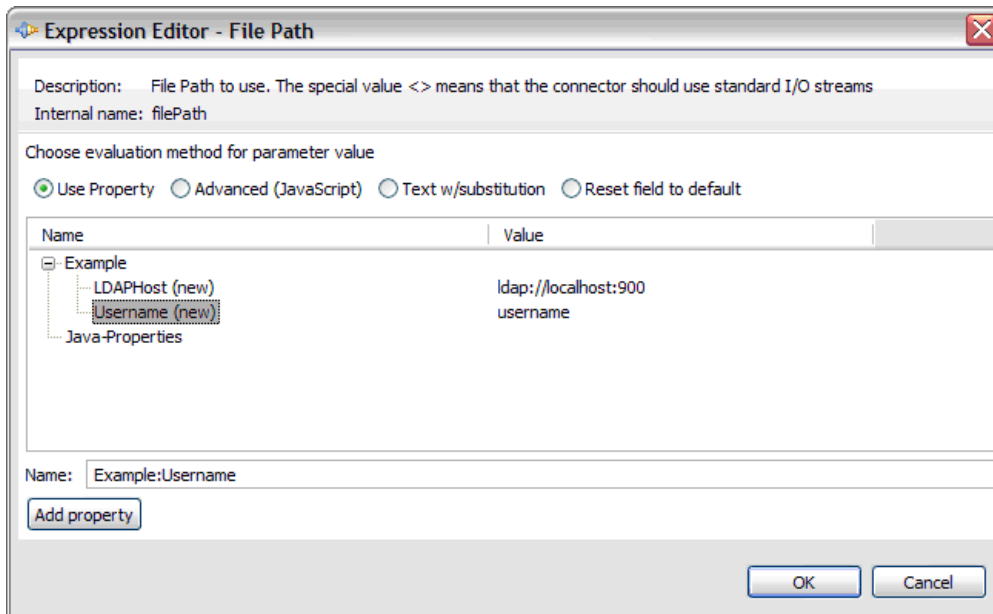 Expression Editor - File Path
Description: File Path to use. The special value <> means that the connector should use standard I/O streams
Internal name: filePath
Choose evaluation method for parameter value
Use Property Advanced (JavaScript) Text w/substitution Reset field to default
Name Value
Example
LDAPHost (new) ldap://localhost:900
Username (new) username
Java-Properties
Name: Example:Username
Add property
OK Cancel